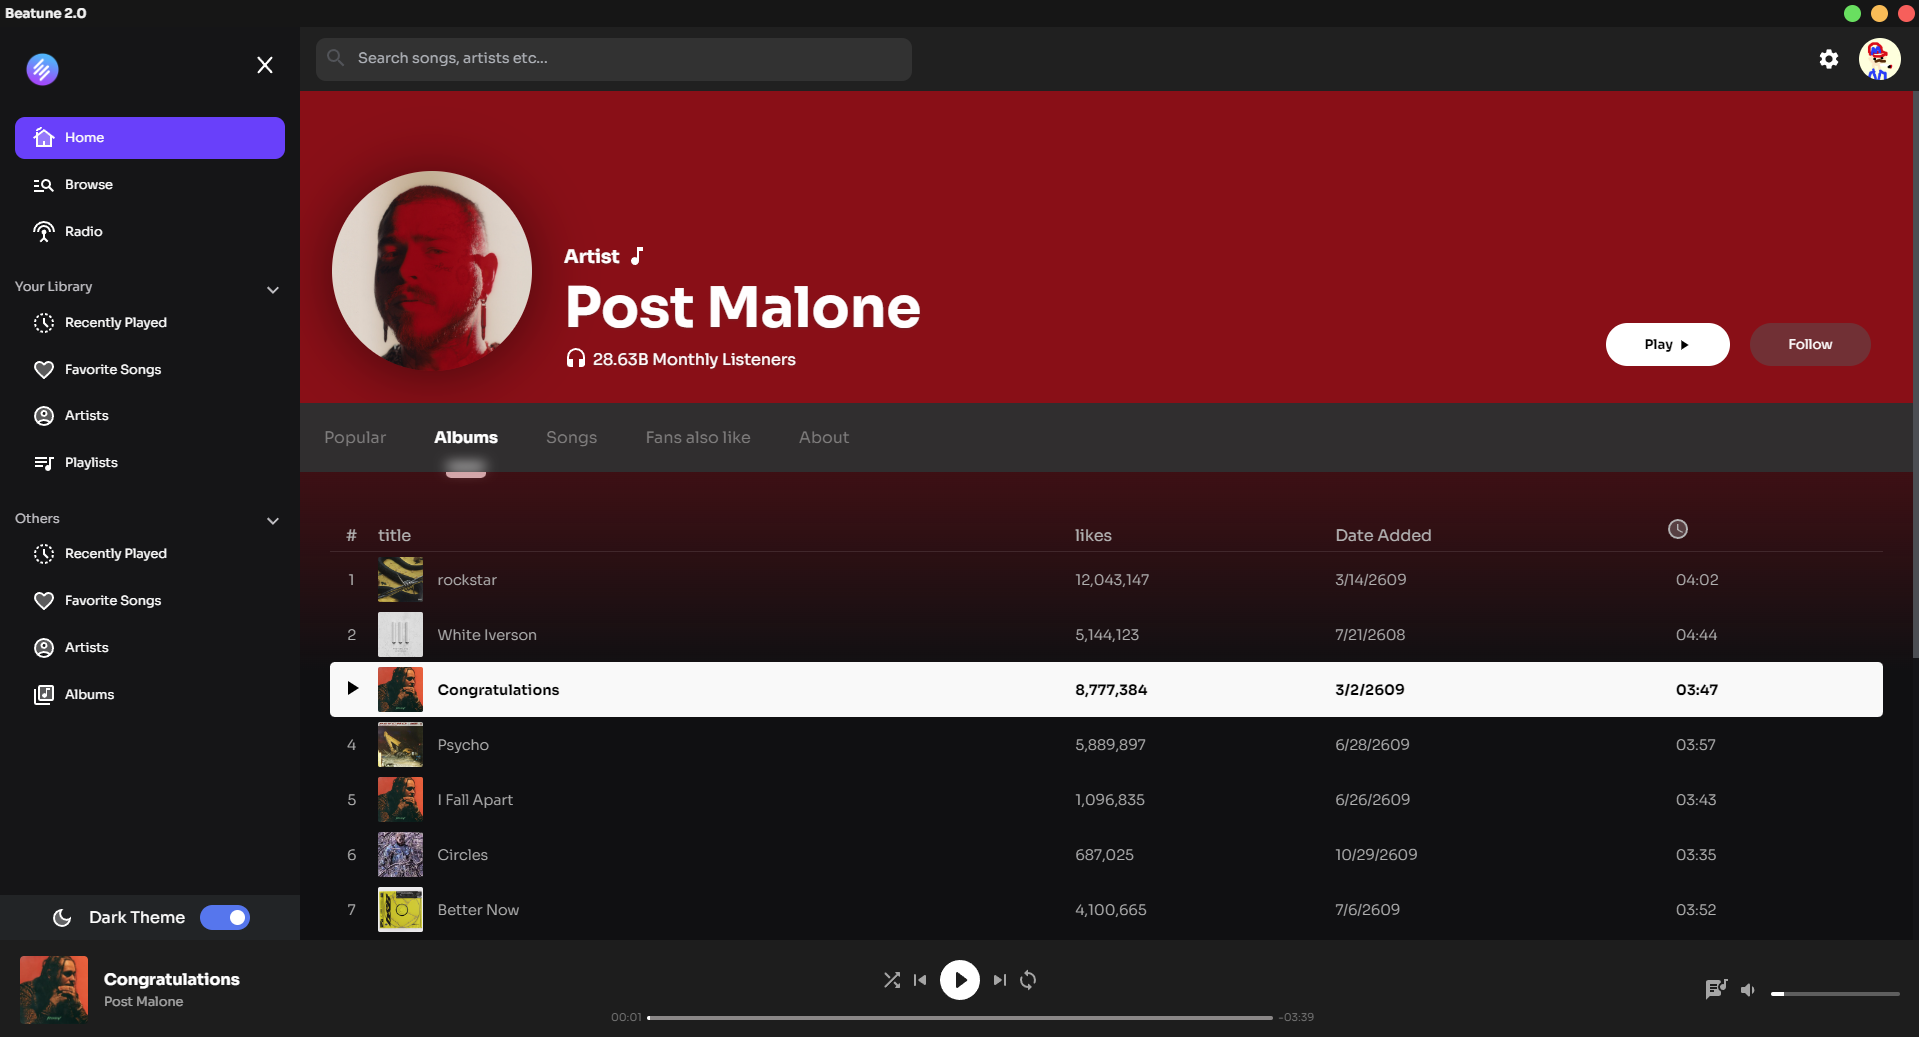 Beatune 2.0
Search songs, artists etc...
Home
Browse
Radio
Your Library
Recently Played
Favorite Songs
Artists
Playlists
Others
Recently Played
Favorite Songs
Artists
Albums
Dark Theme
Artist
Post Malone
28.63B Monthly Listeners
Play
Follow
Popular Albums Songs Fans also like About
# title likes Date Added
1 rockstar 12,043,147 3/14/2609 04:02
2 White Iverson 5,144,123 7/21/2608 04:44
Congratulations 8,777,384 3/2/2609 03:47
4 Psycho 5,889,897 6/28/2609 03:57
5 I Fall Apart 1,096,835 6/26/2609 03:43
6 Circles 687,025 10/29/2609 03:35
7 Better Now 4,100,665 7/6/2609 03:52
Congratulations
Post Malone
00:01 -03:39